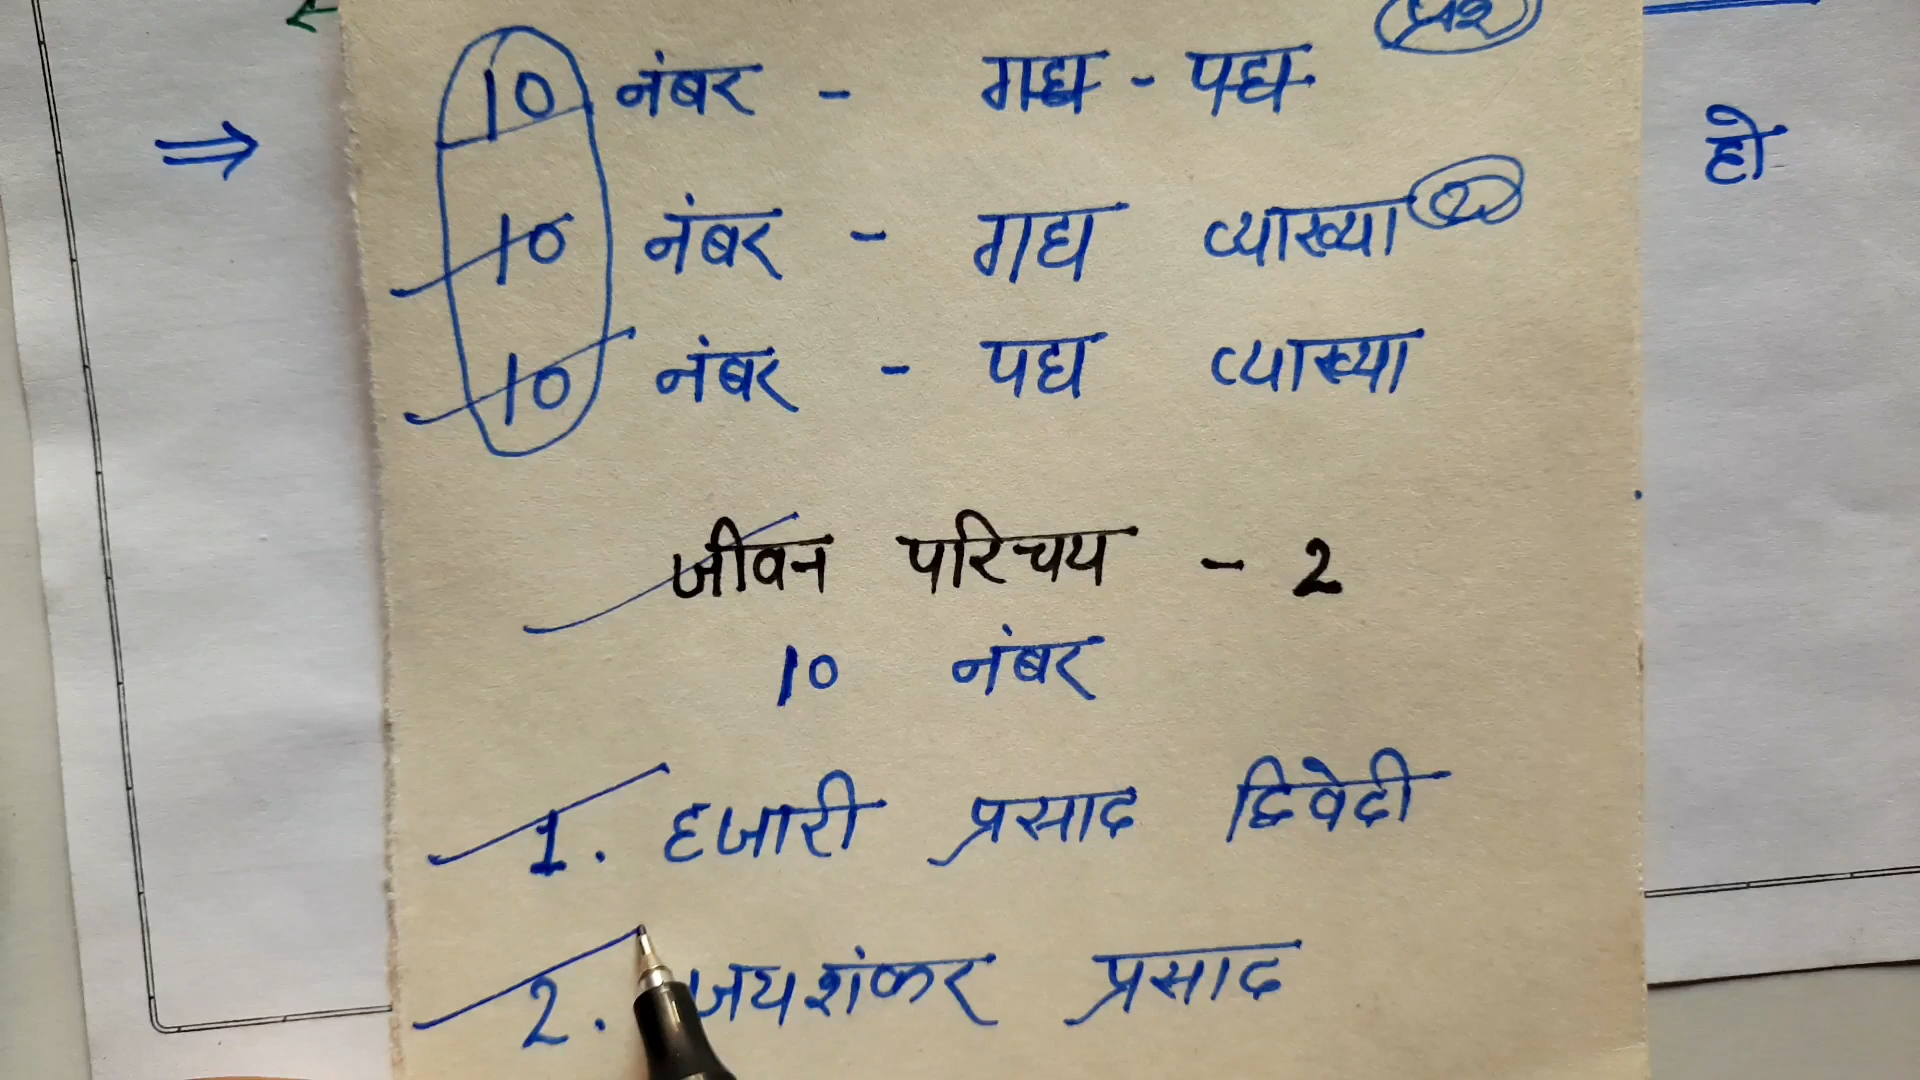 10 नंबर - गद्य - पद्य
हो
10 नंबर - गद्य व्याख्या
10 नंबर - पद्य व्याख्या
जीवन परिचय - 2
10 नंबर
1. हजारी प्रसाद द्विवेदी
2. जयशंकर प्रसाद